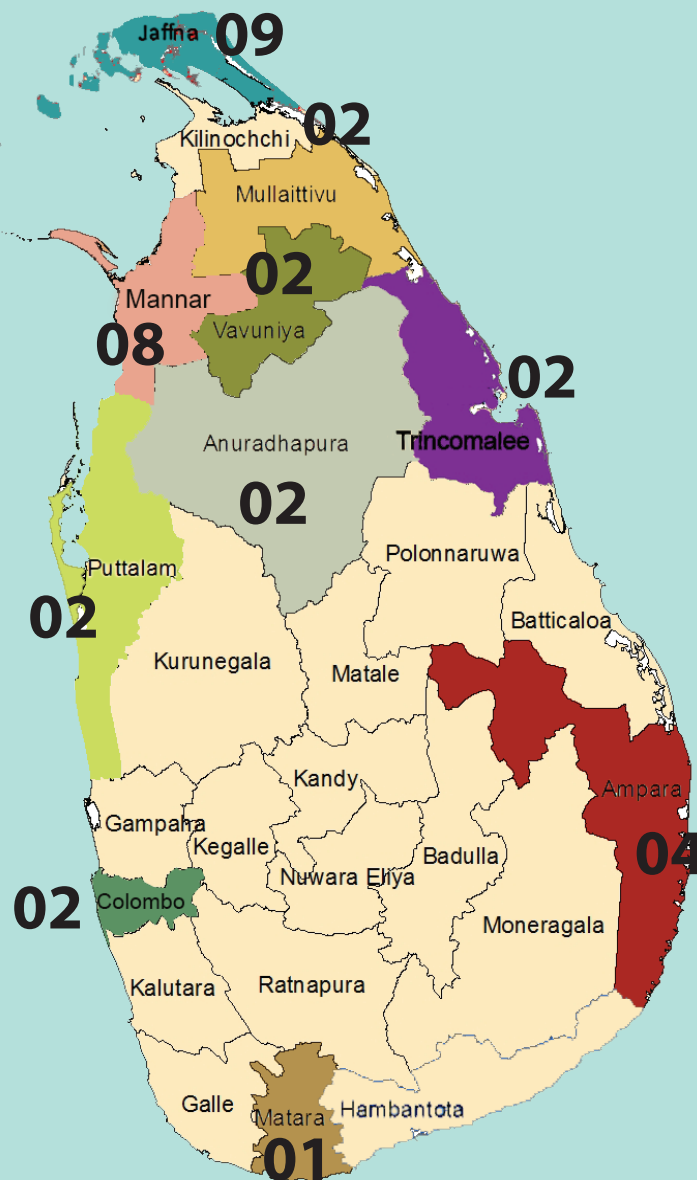 Jaffna 09
02
Kilinochchi
Mullaittivu
02
Mannar
Vavuniya
08
02
Anuradhapura
Trincomalee
02
Polonnaruwa
Puttalam
02
Batticaloa
Kurunegala
Matale
Kandy
Ampara
Gampaha
Kegalle
04
Badulla
Nuwara Eliya
02
Colombo
Moneragala
Kalutara
Ratnapura
Galle
Matara
Hambantota
01